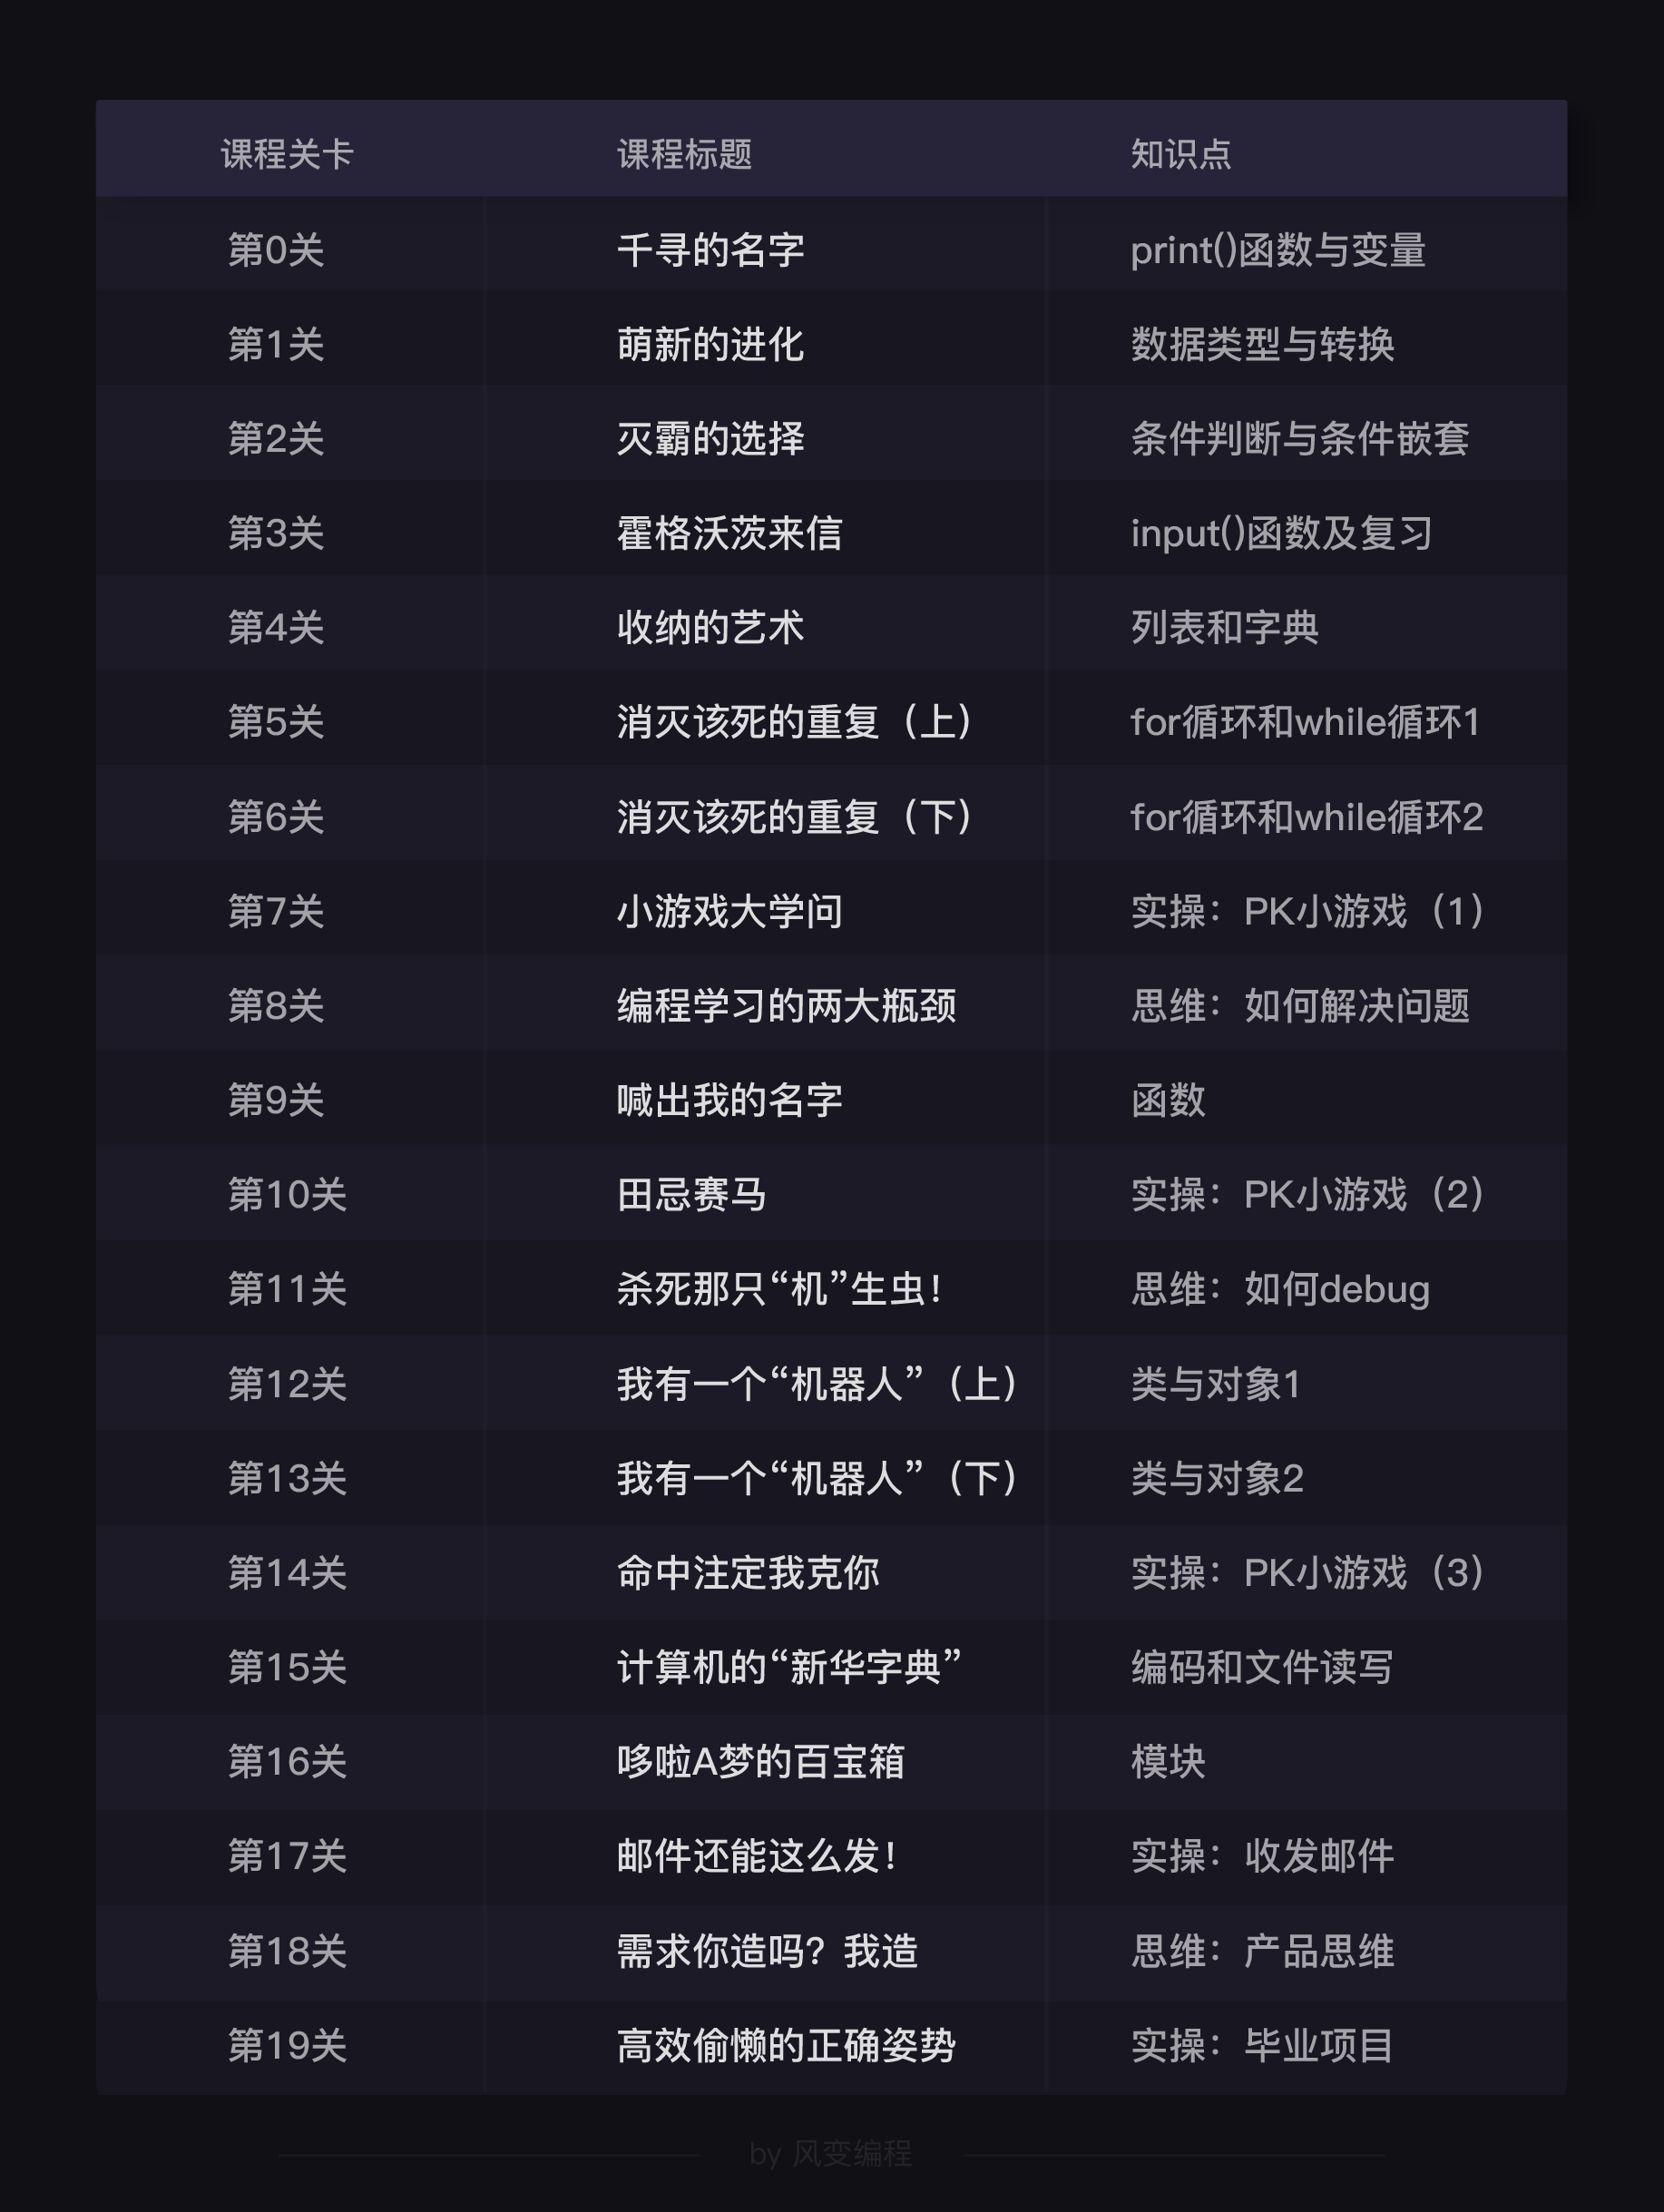 课程关卡 课程标题 知识点
第0关 千寻的名字 print()函数与变量
第1关 萌新的进化 数据类型与转换
第2关 灭霸的选择 条件判断与条件嵌套
第3关 霍格沃茨来信 input()函数及复习
第4关 收纳的艺术 列表和字典
第5关 消灭该死的重复（上） for循环和while循环1
第6关 消灭该死的重复（下） for循环和while循环2
第7关 小游戏大学问 实操：PK小游戏（1）
第8关 编程学习的两大瓶颈 思维：如何解决问题
第9关 喊出我的名字 函数
第10关 田忌赛马 实操：PK小游戏（2）
第11关 杀死那只“机”生虫！ 思维：如何debug
第12关 我有一个“机器人”（上） 类与对象1
第13关 我有一个“机器人”（下） 类与对象2
第14关 命中注定我克你 实操：PK小游戏（3）
第15关 计算机的“新华字典” 编码和文件读写
第16关 哆啦A梦的百宝箱 模块
第17关 邮件还能这么发！ 实操：收发邮件
第18关 需求你造吗？我造 思维：产品思维
第19关 高效偷懒的正确姿势 实操：毕业项目
by 风变编程